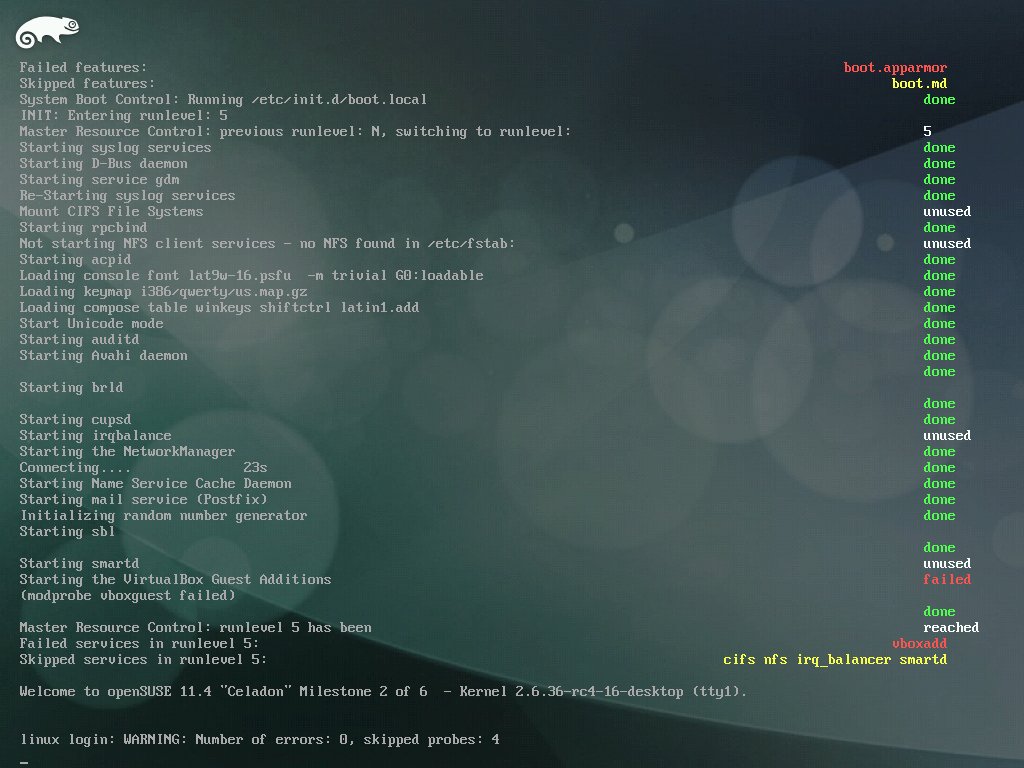 Failed features: boot.apparmor
Skipped features: boot.md
System Boot Control: Running /etc/init.d/boot.local done
INIT: Entering runlevel: 5
Master Resource Control: previous runlevel: N, switching to runlevel: 5
Starting syslog services done
Starting D-Bus daemon done
Starting service gdm done
Re-Starting syslog services done
Mount CIFS File Systems unused
Starting rpcbind done
Not starting NFS client services - no NFS found in /etc/fstab: unused
Starting acpid done
Loading console font lat9w-16.psfu  -m trivial G0:loadable done
Loading keymap i386/qwerty/us.map.gz done
Loading compose table winkeys shiftctrl latin1.add done
Start Unicode mode done
Starting auditd done
Starting Avahi daemon done
done
Starting brld
done
Starting cupsd done
Starting irqbalance unused
Starting the NetworkManager done
Connecting.... 23s done
Starting Name Service Cache Daemon done
Starting mail service (Postfix) done
Initializing random number generator done
Starting sbl
done
Starting smartd unused
Starting the VirtualBox Guest Additions failed
(modprobe vboxguest failed)
done
Master Resource Control: runlevel 5 has been reached
Failed services in runlevel 5: vboxadd
Skipped services in runlevel 5: cifs nfs irq_balancer smartd
Welcome to openSUSE 11.4 "Celadon" Milestone 2 of 6  - Kernel 2.6.36-rc4-16-desktop (tty1).
linux login: WARNING: Number of errors: 0, skipped probes: 4
_